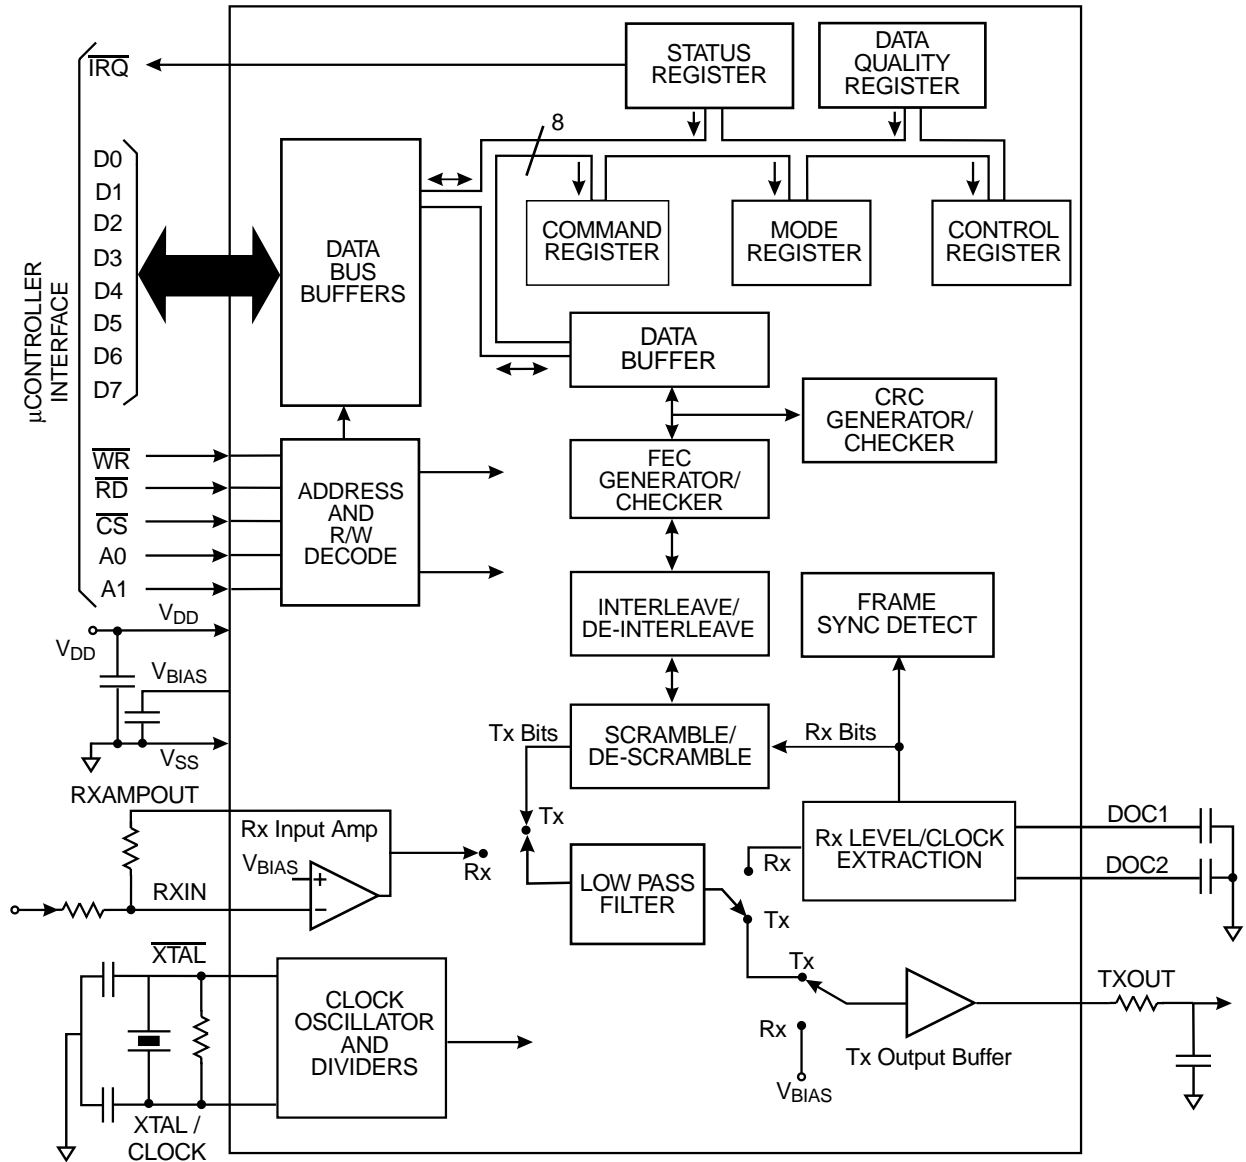 IRQ
STATUS
REGISTER
DATA
QUALITY
REGISTER
8
D0
D1
D2
D3
D4
D5
D6
D7
µCONTROLLER
INTERFACE
DATA
BUS
BUFFERS
COMMAND
REGISTER
MODE
REGISTER
CONTROL
REGISTER
DATA
BUFFER
CRC
GENERATOR/
CHECKER
WR
RD
CS
A0
A1
ADDRESS
AND
R/W
DECODE
FEC
GENERATOR/
CHECKER
INTERLEAVE/
DE-INTERLEAVE
FRAME
SYNC DETECT
VDD
VDD
VBIAS
VSS
Tx Bits
SCRAMBLE/
DE-SCRAMBLE
Rx Bits
RXAMPOUT
Rx Input Amp
VBIAS
+
−
RXIN
Rx
Tx
LOW PASS
FILTER
Rx
Tx
Rx LEVEL/CLOCK
EXTRACTION
DOC1
DOC2
XTAL
CLOCK
OSCILLATOR
AND
DIVIDERS
XTAL /
CLOCK
Tx
Rx
VBIAS
Tx Output Buffer
TXOUT